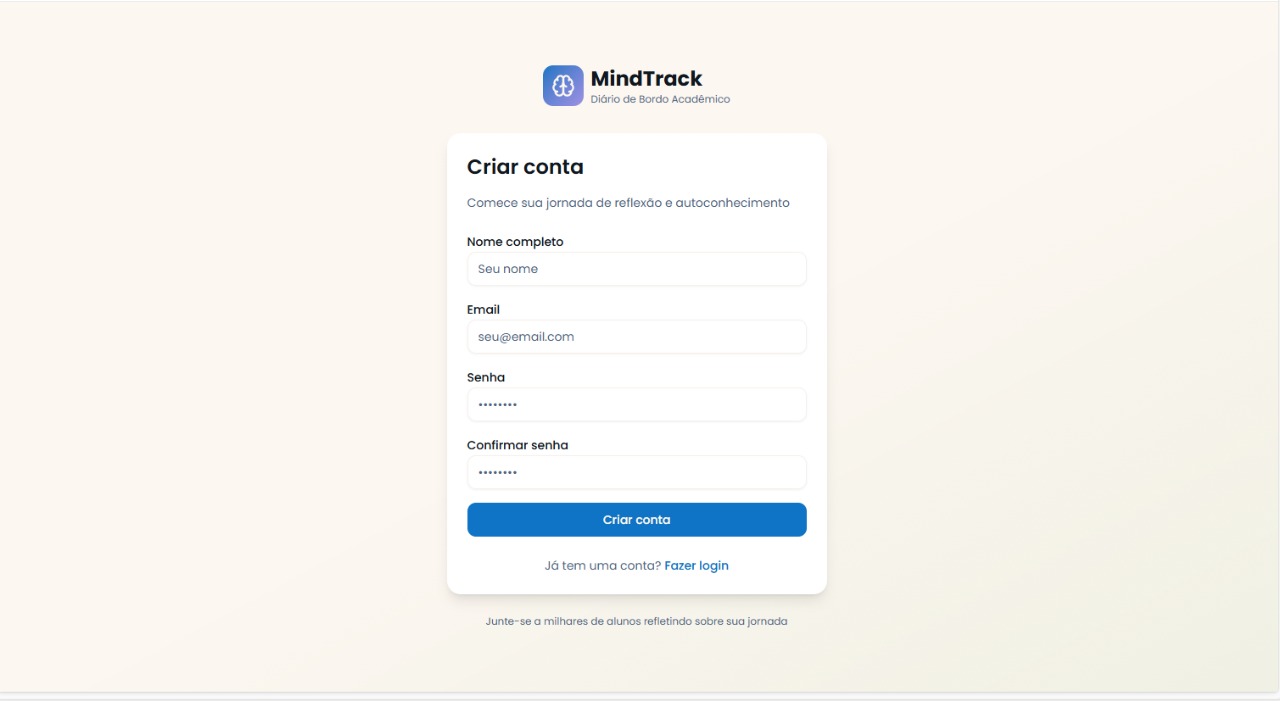 MindTrack
Diário de Bordo Acadêmico
Criar conta
Comece sua jornada de reflexão e autoconhecimento
Nome completo
Seu nome
Email
seu@email.com
Senha
••••••••
Confirmar senha
••••••••
Criar conta
Já tem uma conta? Fazer login
Junte-se a milhares de alunos refletindo sobre sua jornada